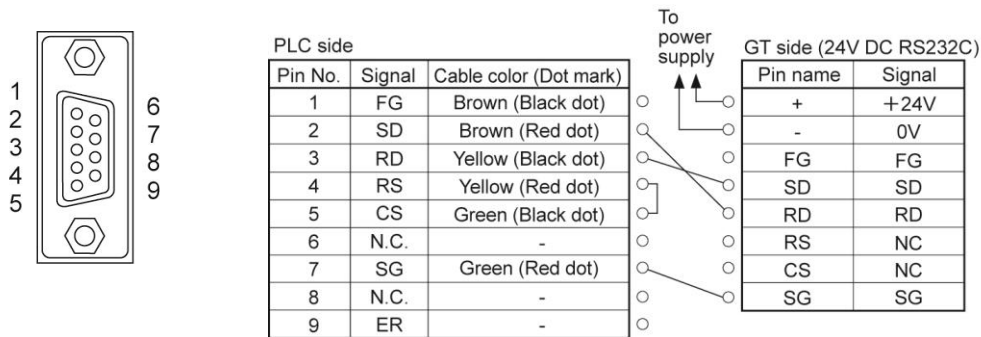 1
2
3
4
5
6
7
8
9
PLC side
Pin No. Signal Cable color (Dot mark)
1 FG Brown (Black dot)
2 SD Brown (Red dot)
3 RD Yellow (Black dot)
4 RS Yellow (Red dot)
5 CS Green (Black dot)
6 N.C. -
7 SG Green (Red dot)
8 N.C. -
9 ER -
To
power
supply
GT side (24V DC RS232C)
Pin name Signal
+ +24V
- 0V
FG FG
SD SD
RD RD
RS NC
CS NC
SG SG